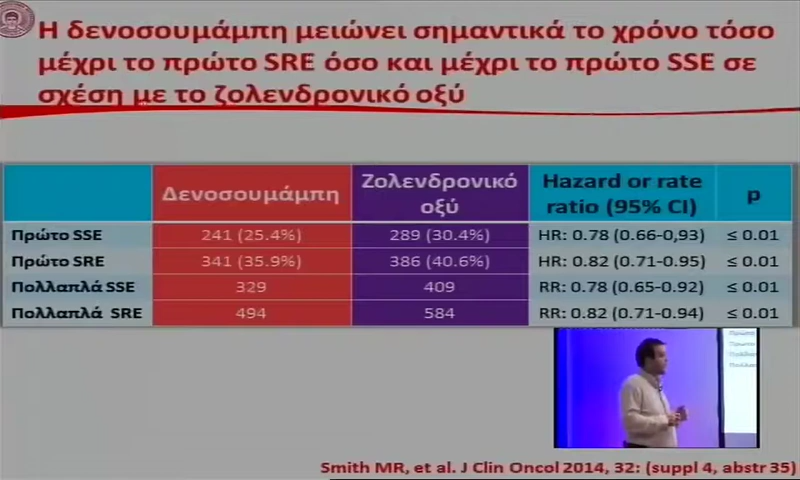 Η δενοσουμάμπη μειώνει σημαντικά το χρόνο τόσο
μέχρι το πρώτο SRE όσο και μέχρι το πρώτο SSE σε
σχέση με το ζολενδρονικό οξύ
Δενοσουμάμπη Ζολενδρονικό οξύ Hazard or rate ratio (95% CI) p
Πρώτο SSE 241 (25.4%) 289 (30.4%) HR: 0.78 (0.66-0,93) ≤ 0.01
Πρώτο SRE 341 (35.9%) 386 (40.6%) HR: 0.82 (0.71-0.95) ≤ 0.01
Πολλαπλά SSE 329 409 RR: 0.78 (0.65-0.92) ≤ 0.01
Πολλαπλά SRE 494 584 RR: 0.82 (0.71-0.94) ≤ 0.01
Smith MR, et al. J Clin Oncol 2014, 32: (suppl 4, abstr 35)